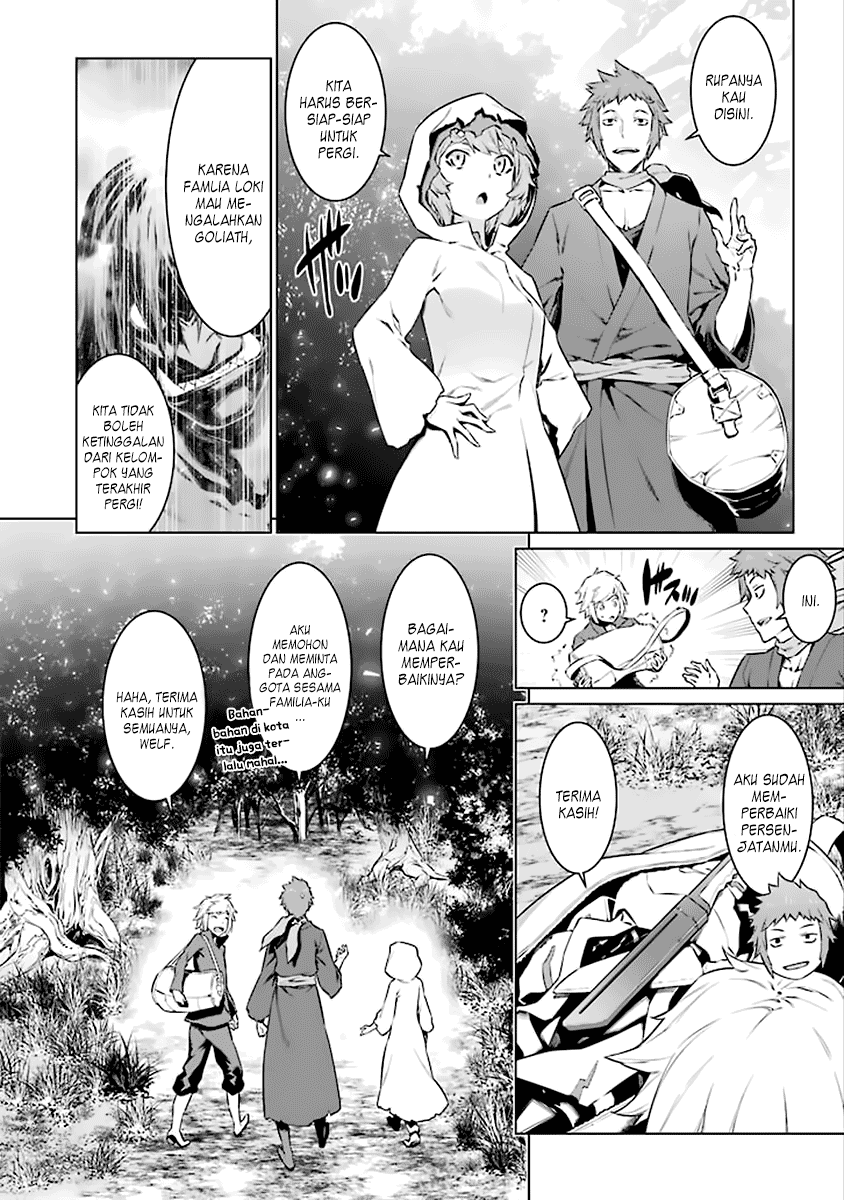 RUPANYA
KAU
DISINI.
KITA
HARUS BER-
SIAP-SIAP
UNTUK
PERGI.
KARENA
FAMLIA LOKI
MAU ME-
NGALAHKAN
GOLIATH,
KITA TIDAK
BOLEH
KETINGGALAN
DARI KELOM-
POK YANG
TERAKHIR
PERGI!
INI.
?
AKU SUDAH
MEM-
PERBAIKI
PERSEN-
JATANMU.
TERIMA
KASIH!
BAGAI-
MANA KAU
MEMPER-
BAIKINYA?
AKU
MEMOHON
DAN MEMINTA
PADA ANG-
GOTA SESAMA
FAMILIA-KU
...
Bahan-
bahan di kota
itu juga ter-
lalu mahal...
HAHA, TERIMA
KASIH UNTUK
SEMUANYA,
WELF.